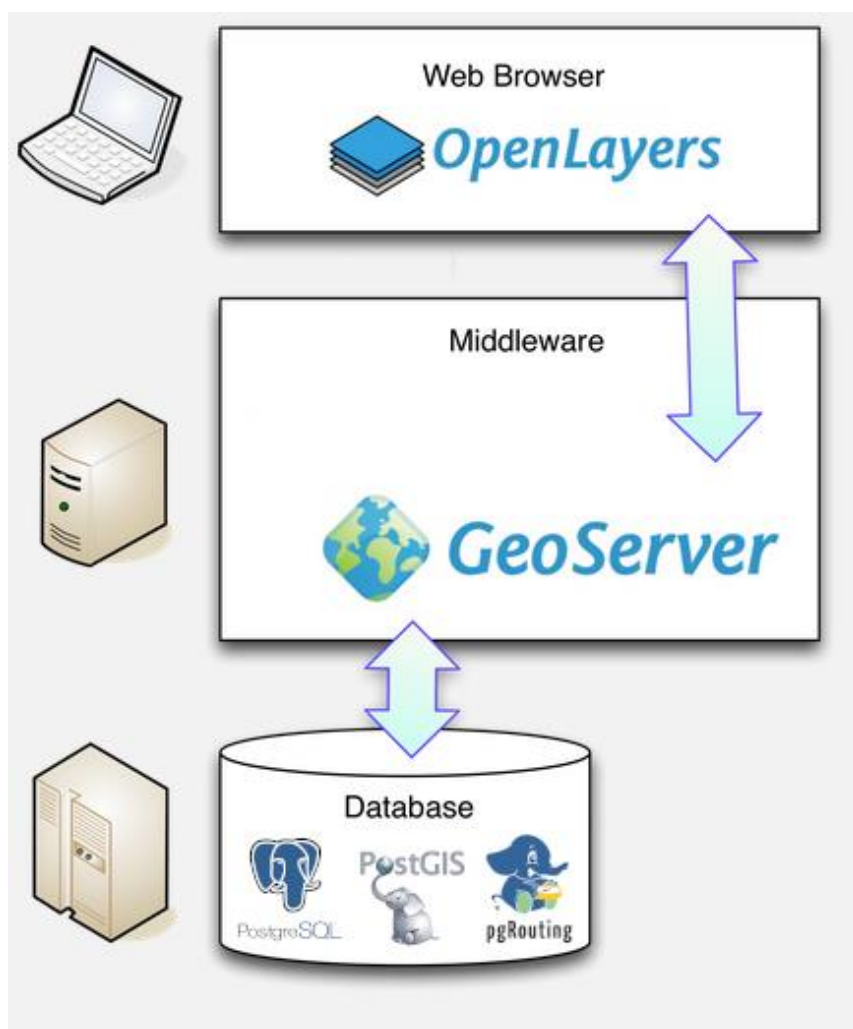 Web Browser
OpenLayers
Middleware
GeoServer
Database
PostgreSQL
PostGIS
pgRouting